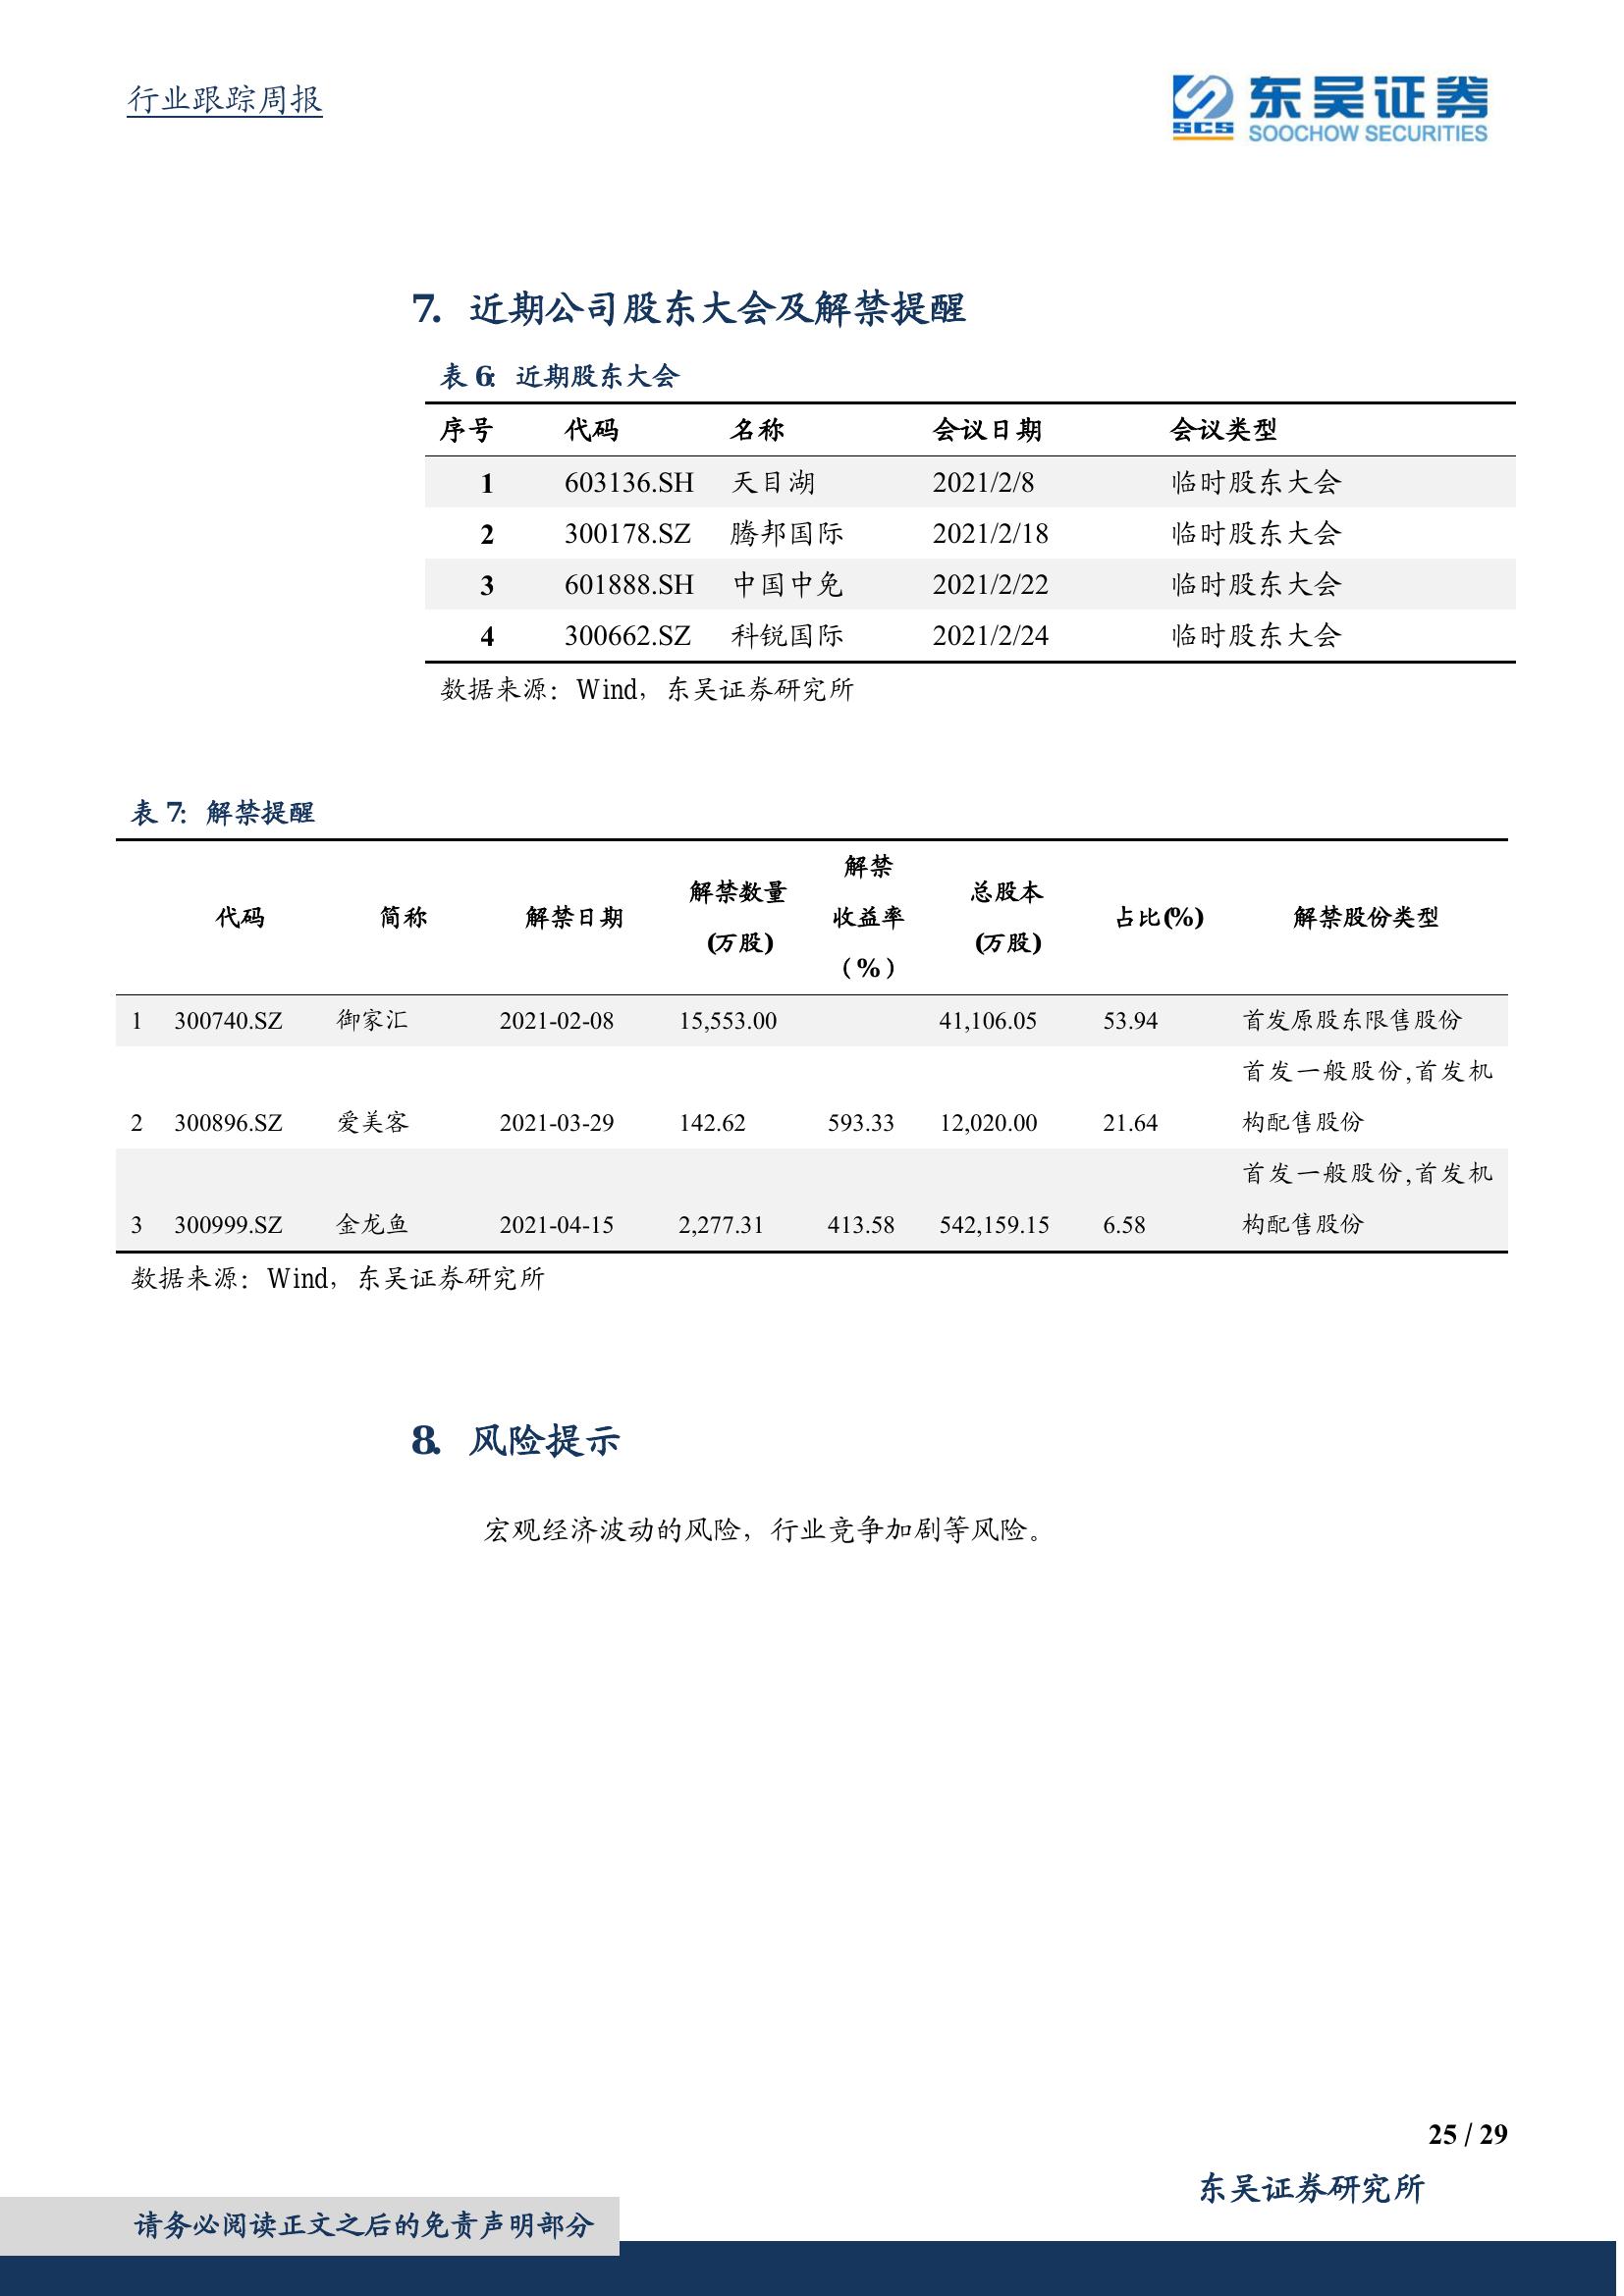 行业跟踪周报
SCS 东吴证券
SOOCHOW SECURITIES
7. 近期公司股东大会及解禁提醒
表 6: 近期股东大会
序号 代码 名称 会议日期 会议类型
1 603136.SH 天目湖 2021/2/8 临时股东大会
2 300178.SZ 腾邦国际 2021/2/18 临时股东大会
3 601888.SH 中国中免 2021/2/22 临时股东大会
4 300662.SZ 科锐国际 2021/2/24 临时股东大会
数据来源：Wind，东吴证券研究所
表 7: 解禁提醒
代码 简称 解禁日期 解禁数量(万股) 解禁收益率（%） 总股本(万股) 占比(%) 解禁股份类型
1 300740.SZ 御家汇 2021-02-08 15,553.00 41,106.05 53.94 首发原股东限售股份
2 300896.SZ 爱美客 2021-03-29 142.62 593.33 12,020.00 21.64 首发一般股份,首发机构配售股份
3 300999.SZ 金龙鱼 2021-04-15 2,277.31 413.58 542,159.15 6.58 首发一般股份,首发机构配售股份
数据来源：Wind，东吴证券研究所
8. 风险提示
宏观经济波动的风险，行业竞争加剧等风险。
25 / 29
东吴证券研究所
请务必阅读正文之后的免责声明部分